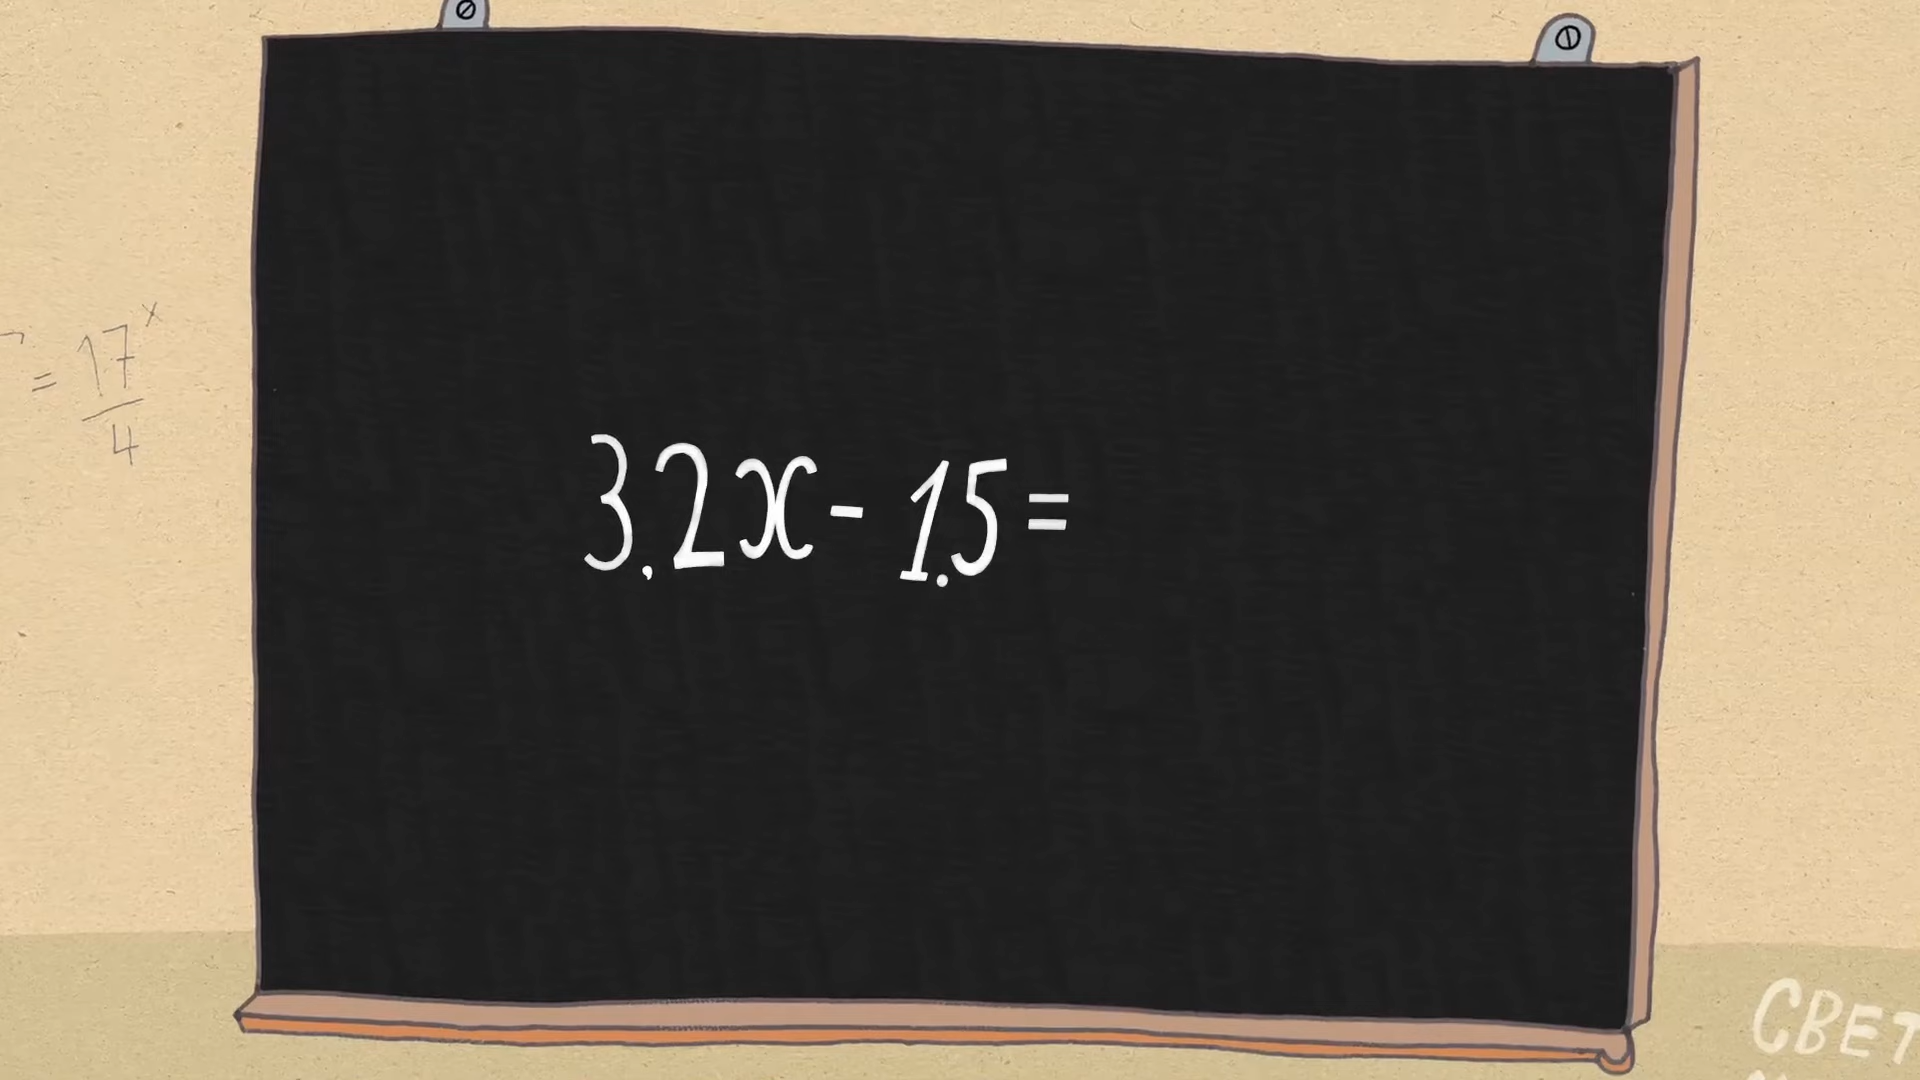 3,2x - 1.5 =
= 17^x
4
СВЕТ